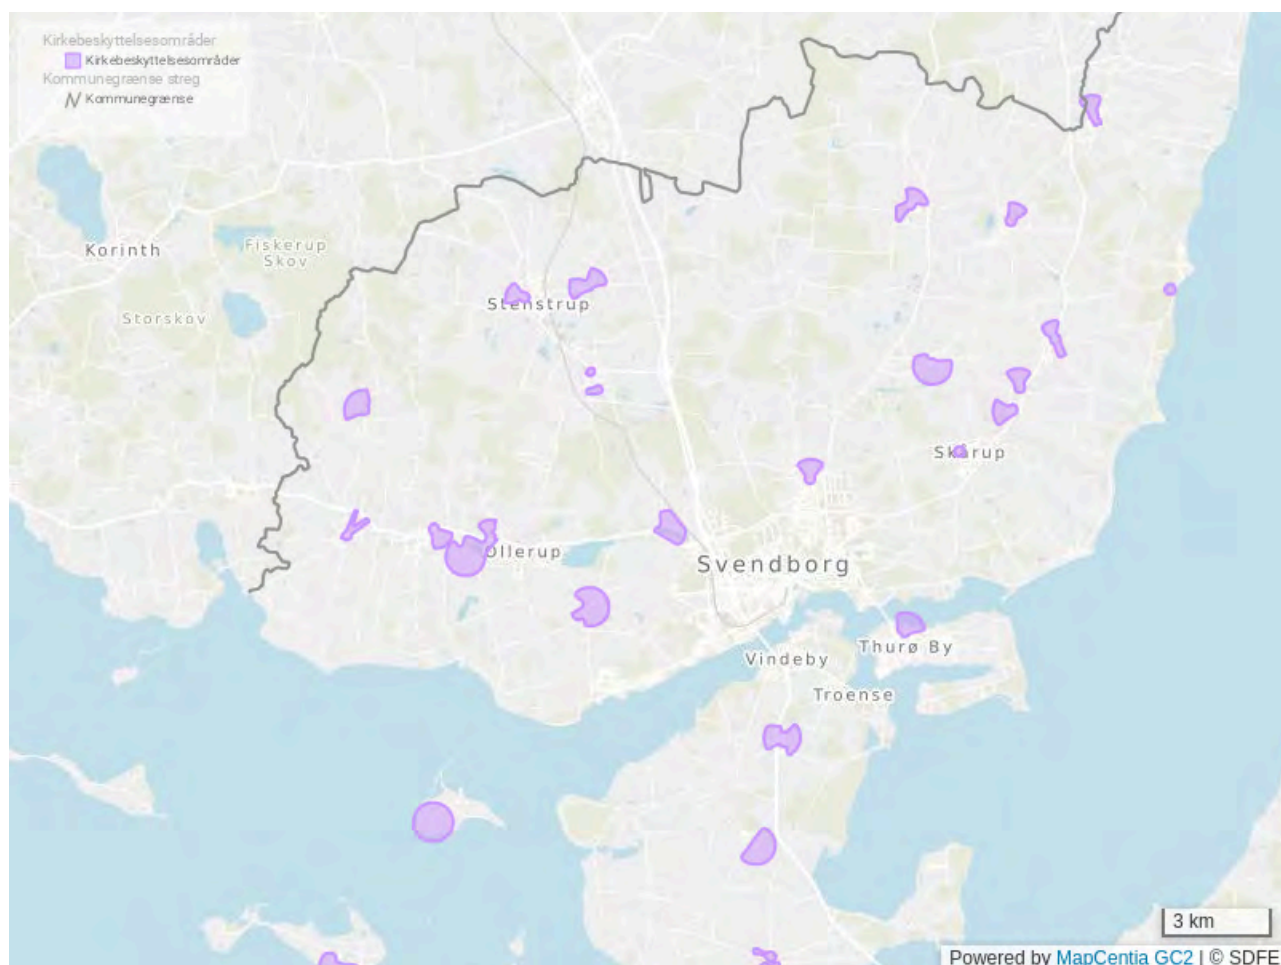 Kirkebeskyttelsesområder
Kirkebeskyttelsesområder
Kommunegrænse streg
Kommunegrænse
Korinth
Fiskerup
Skov
Storskov
Stenstrup
Skårup
Ollerup
Svendborg
Thurø By
Vindeby
Troense
3 km
Powered by MapCentia GC2 | © SDFE